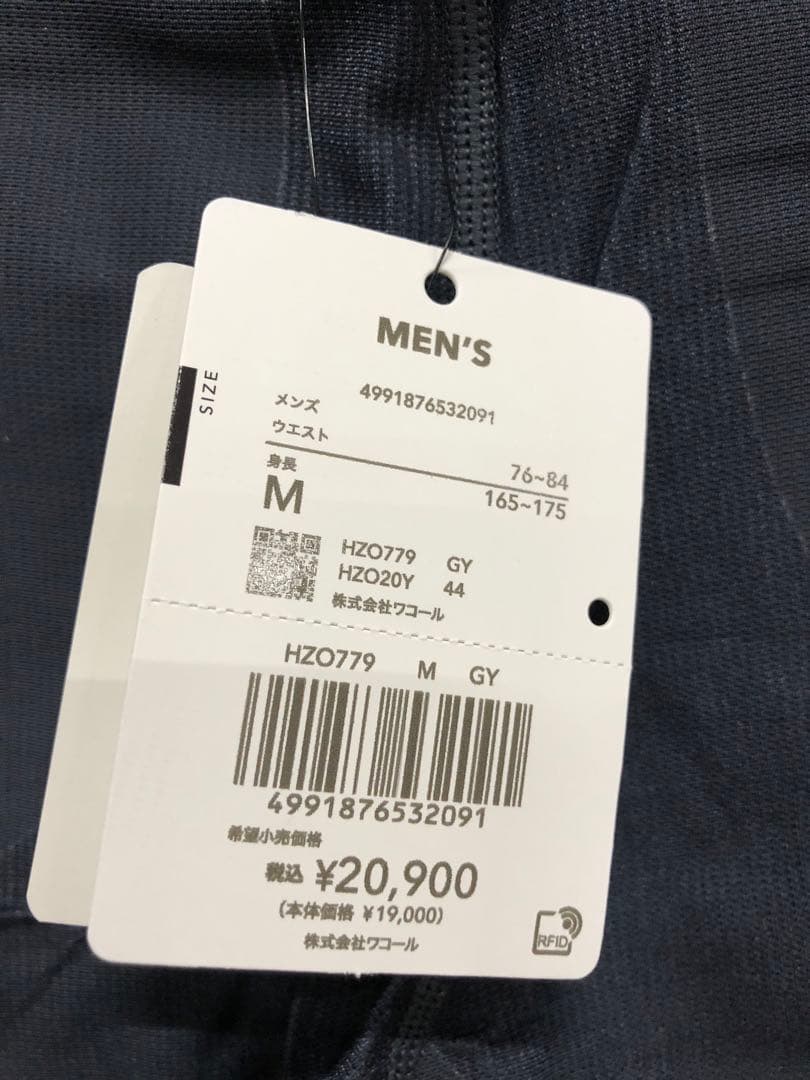 MEN'S
SIZE
メンズ 4991876532091
ウエスト 76~84
身長 165~175
M
HZO779 GY
HZO20Y 44
株式会社ワコール
HZO779 M GY
4991876532091
希望小売価格
税込 ¥20,900
(本体価格 ¥19,000)
株式会社ワコール
RFID